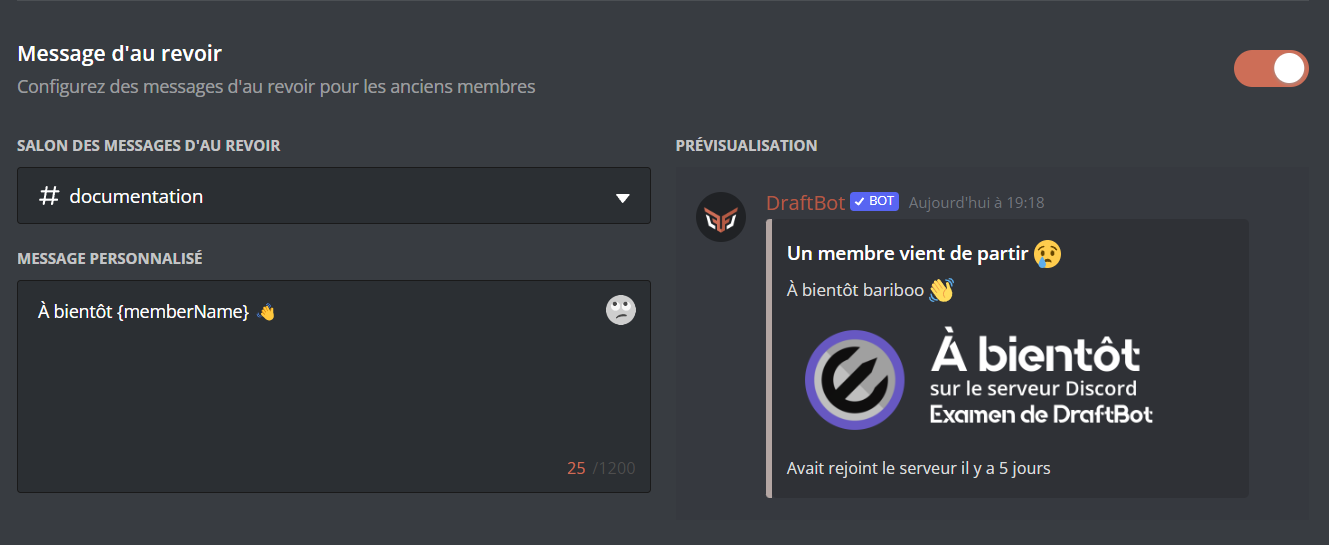 Message d'au revoir
Configurez des messages d'au revoir pour les anciens membres
SALON DES MESSAGES D'AU REVOIR
# documentation
MESSAGE PERSONNALISÉ
À bientôt {memberName} 👋
25 /1200
PRÉVISUALISATION
DraftBot ✓ BOT Aujourd'hui à 19:18
Un membre vient de partir 😢
À bientôt bariboo 👋
À bientôt
sur le serveur Discord
Examen de DraftBot
Avait rejoint le serveur il y a 5 jours